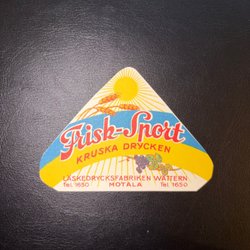 Frisk-Sport
KRUSKA DRYCKEN
LÄSKEDRYCKSFABRIKEN WÄTTERN
Tel. 1650 MOTALA Tel. 1650